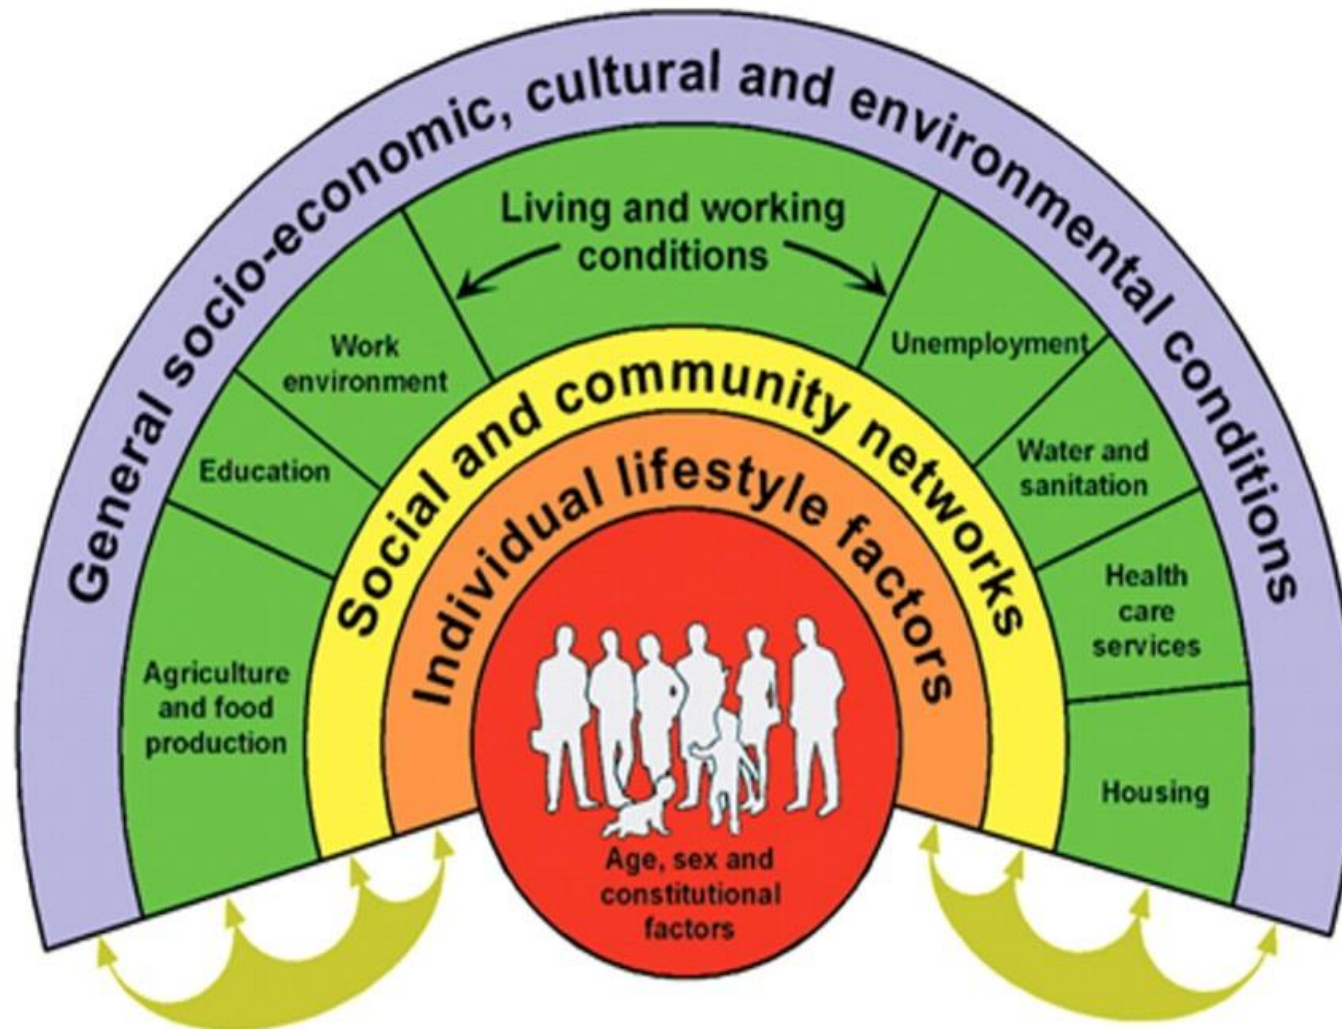 General socio-economic, cultural and environmental conditions
Living and working
conditions
Work
environment
Unemployment
Education
Water and
sanitation
Agriculture
and food
production
Health
care
services
Housing
Social and community networks
Individual lifestyle factors
Age, sex and
constitutional
factors